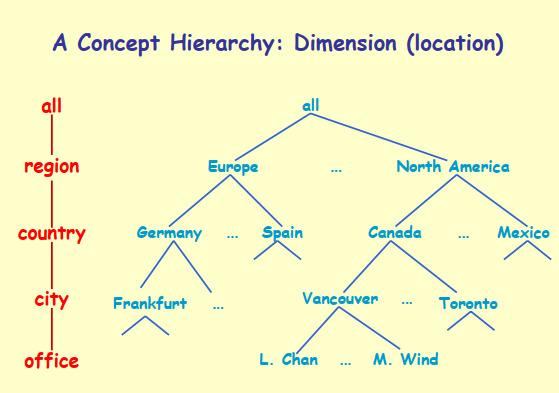 A Concept Hierarchy: Dimension (location)
all all
region Europe ... North America
country Germany ... Spain Canada ... Mexico
city Frankfurt ... Vancouver ... Toronto
office L. Chan ... M. Wind